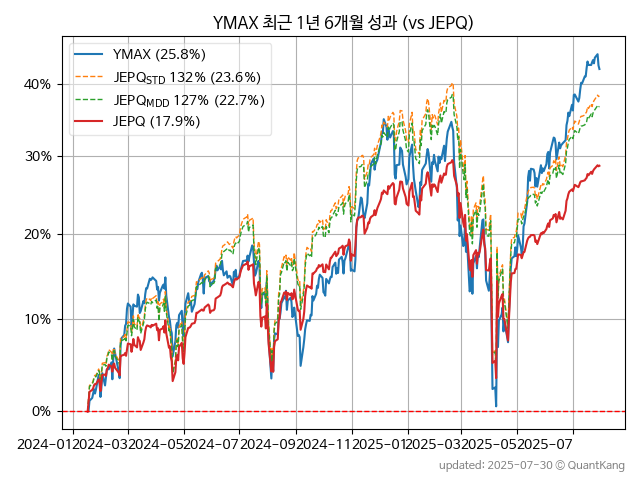 YMAX 최근 1년 6개월 성과 (vs JEPQ)
YMAX (25.8%)
JEPQSTD 132% (23.6%)
JEPQMDD 127% (22.7%)
JEPQ (17.9%)
40%
30%
20%
10%
0%
2024-01 2024-03 2024-05 2024-07 2024-09 2024-11 2025-01 2025-03 2025-05 2025-07
updated: 2025-07-30 © QuantKang